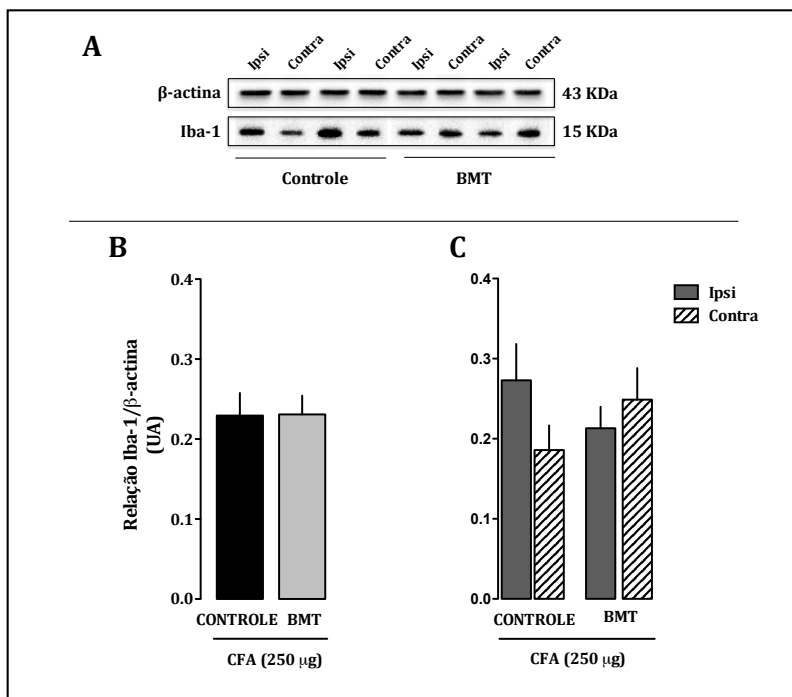 A
Ipsi Contra Ipsi Contra Ipsi Contra Ipsi Contra
β-actina 43 KDa
Iba-1 15 KDa
Controle BMT
B
Relação Iba-1/β-actina
(UA)
0.4
0.3
0.2
0.1
0.0
CONTROLE BMT
CFA (250 μg)
C
0.4
0.3
0.2
0.1
0.0
Ipsi
Contra
CONTROLE BMT
CFA (250 μg)